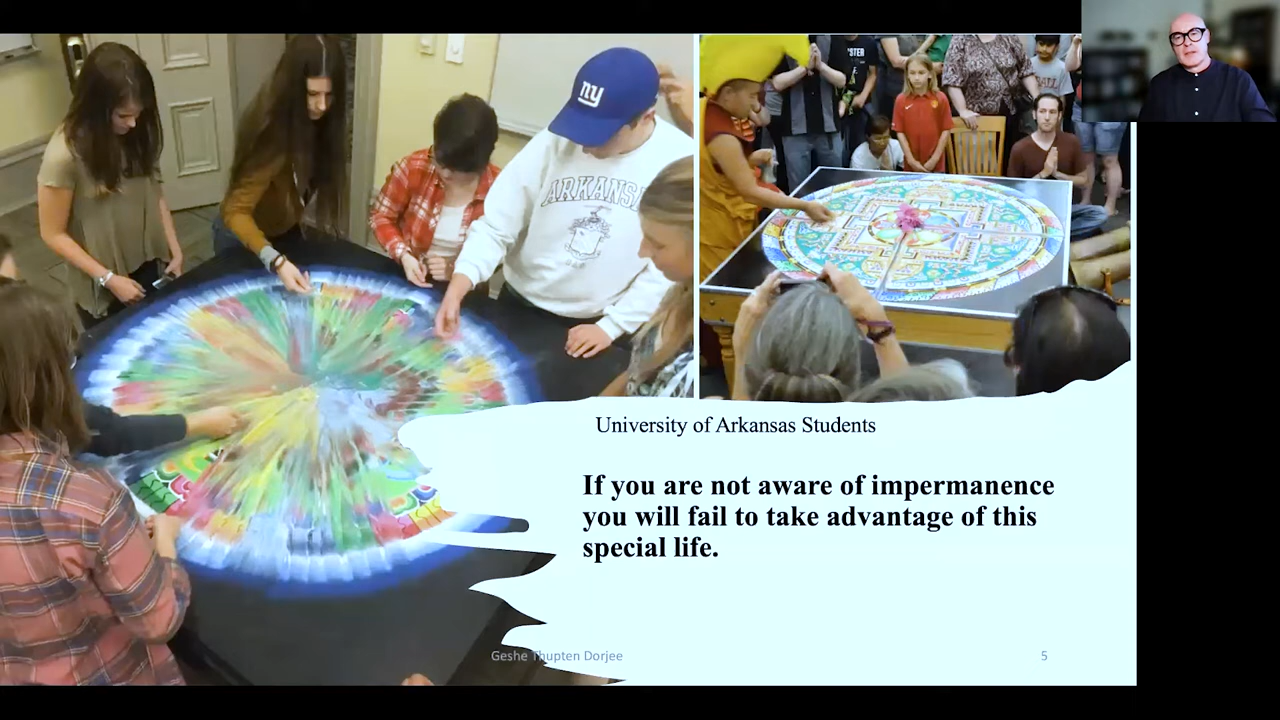 ny
ARKANSA
University of Arkansas Students
If you are not aware of impermanence
you will fail to take advantage of this
special life.
Geshe Thupten Dorjee
5